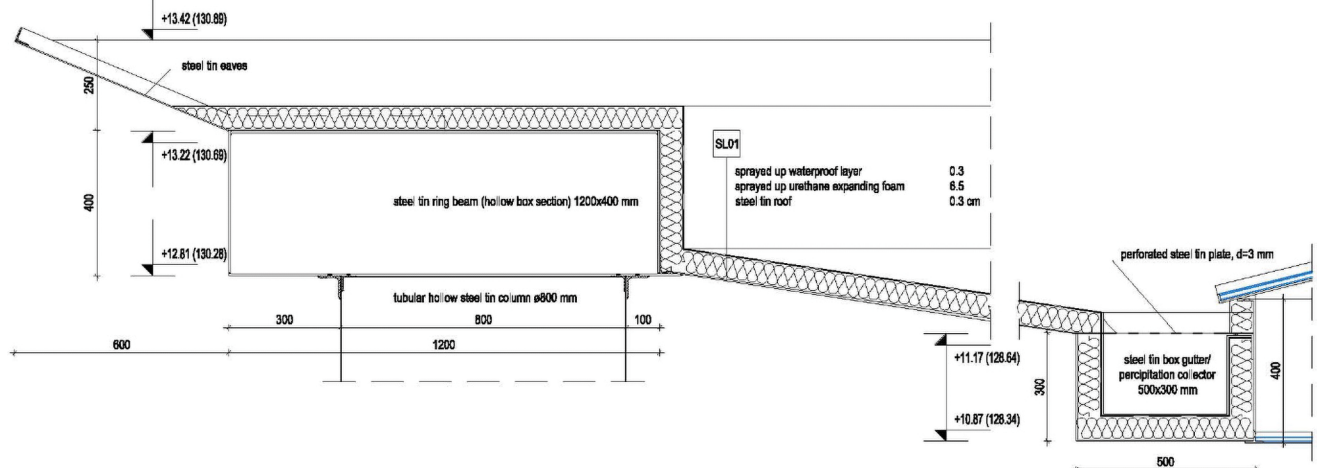 +13.42 (130.89)
steel tin eaves
250
+13.22 (130.69)
400
steel tin ring beam (hollow box section) 1200x400 mm
+12.81 (130.28)
tubular hollow steel tin column ø800 mm
300 800 100
600 1200
SL01
sprayed up waterproof layer 0.3
sprayed up urethane expanding foam 6.5
steel tin roof 0.3 cm
perforated steel tin plate, d=3 mm
+11.17 (128.64)
300
+10.87 (128.34)
steel tin box gutter/
percipitation collector
500x300 mm
400
500